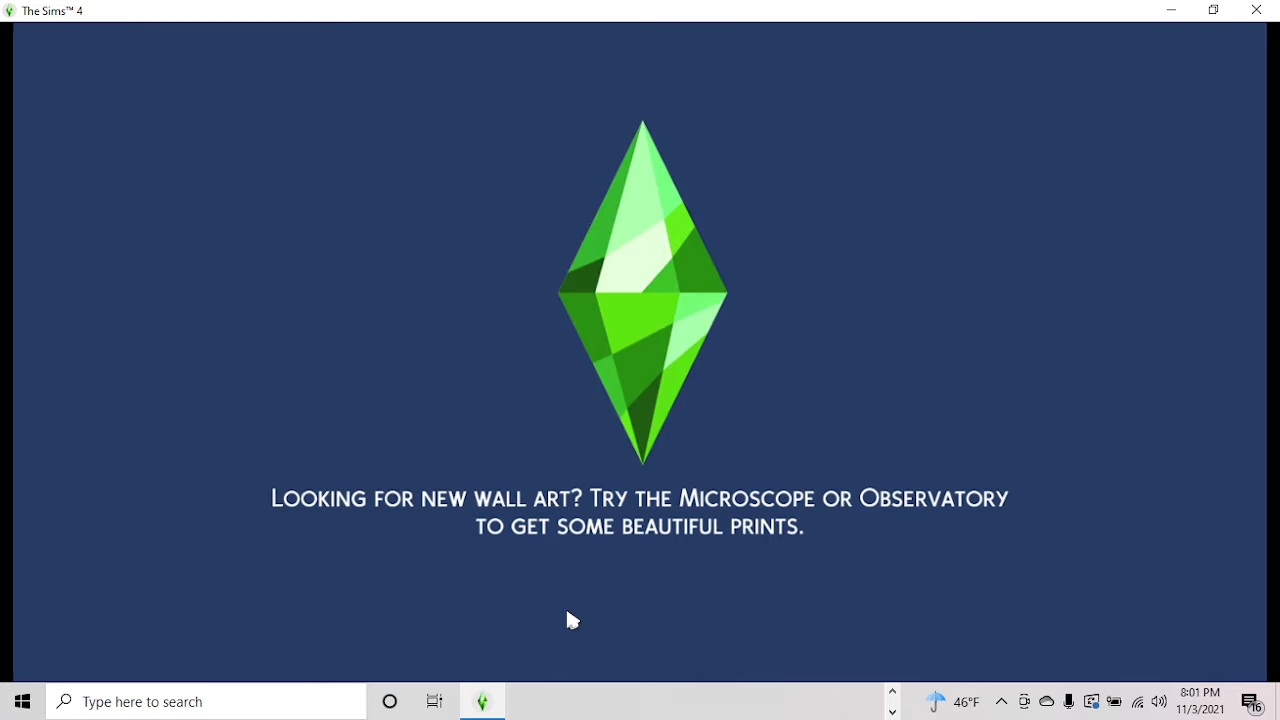 The Sims™ 4
Looking for new wall art? Try the Microscope or Observatory
to get some beautiful prints.
Type here to search
46°F
8:01 PM
11/3/2021
16